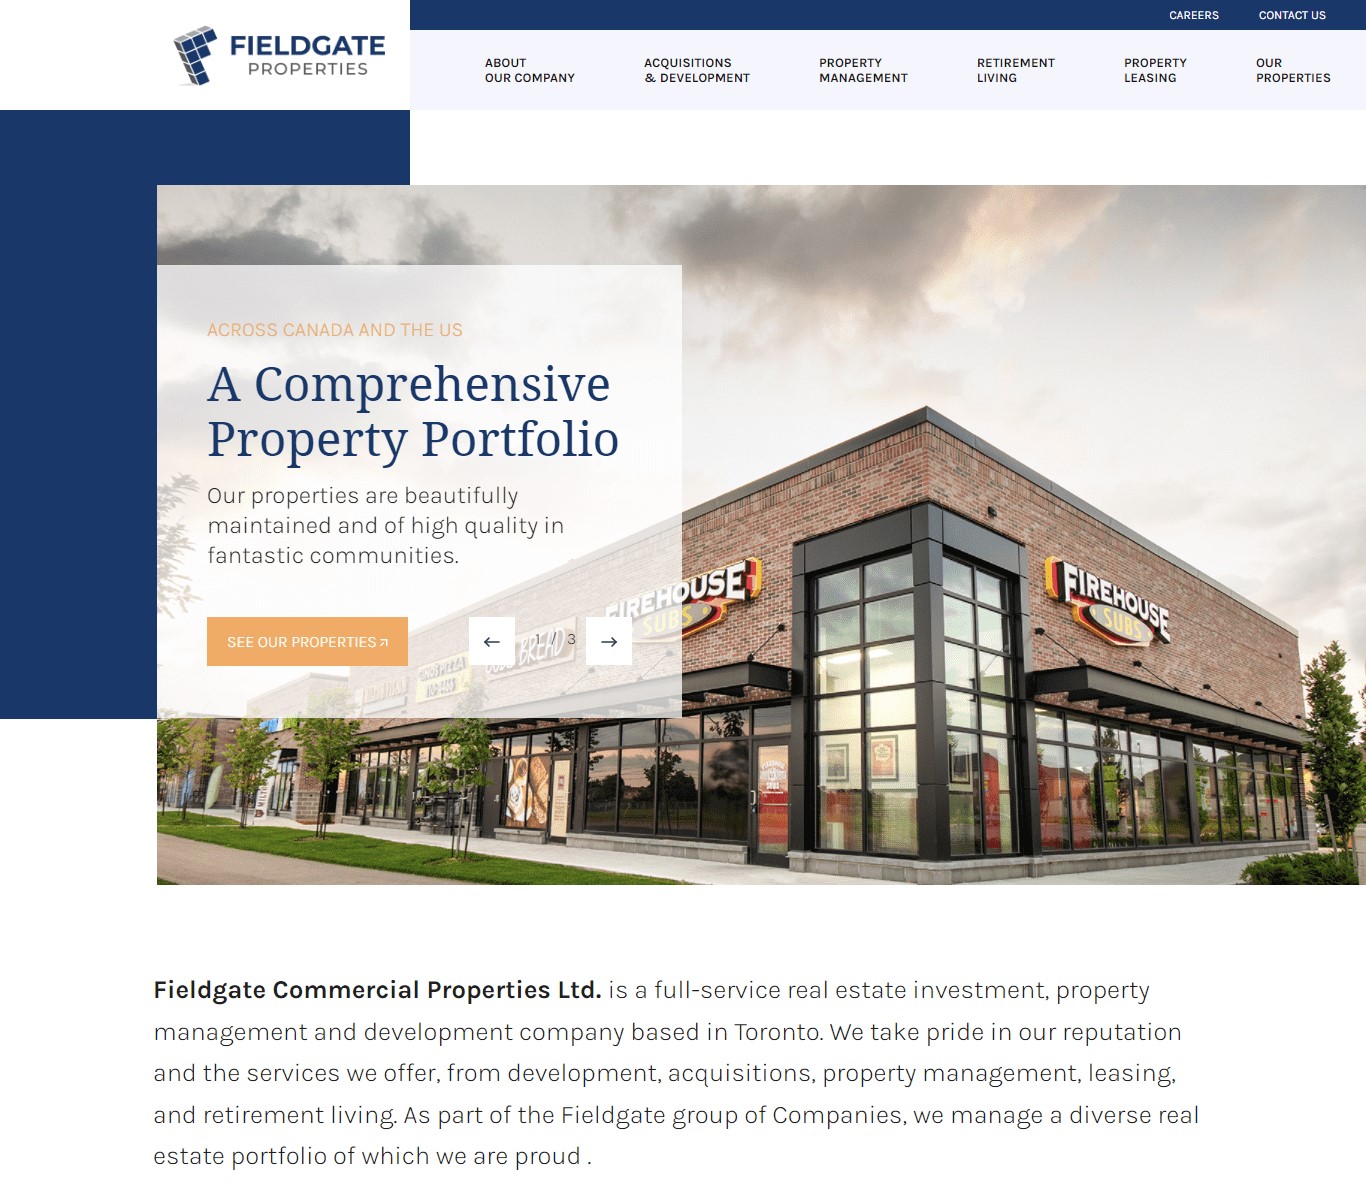 FIELDGATE
PROPERTIES
CAREERS
CONTACT US
ABOUT
OUR COMPANY
ACQUISITIONS
& DEVELOPMENT
PROPERTY
MANAGEMENT
RETIREMENT
LIVING
PROPERTY
LEASING
OUR
PROPERTIES
ACROSS CANADA AND THE US
A Comprehensive
Property Portfolio
Our properties are beautifully
maintained and of high quality in
fantastic communities.
SEE OUR PROPERTIES
/ 3
FIREHOUSE
SUBS
FIREHOUSE
SUBS
PIZZA
BREAD
Fieldgate Commercial Properties Ltd. is a full-service real estate investment, property
management and development company based in Toronto. We take pride in our reputation
and the services we offer, from development, acquisitions, property management, leasing,
and retirement living. As part of the Fieldgate group of Companies, we manage a diverse real
estate portfolio of which we are proud .